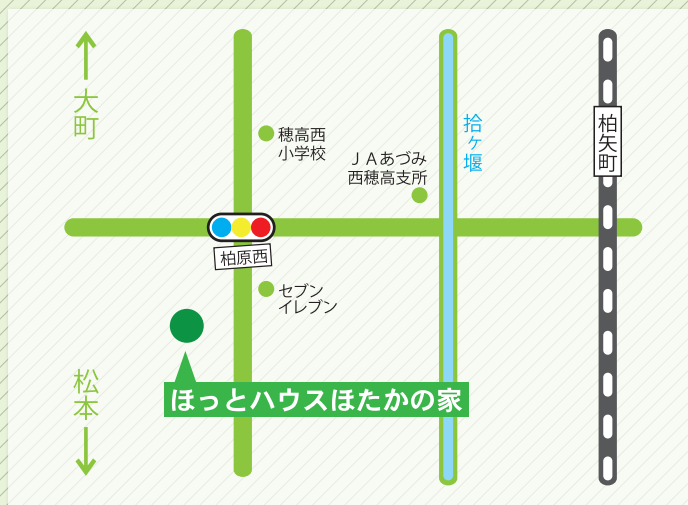 大町
穂高西
小学校
ＪＡあづみ
西穂高支所
拾ケ堰
柏矢町
柏原西
セブン
イレブン
松本
ほっとハウスほたかの家